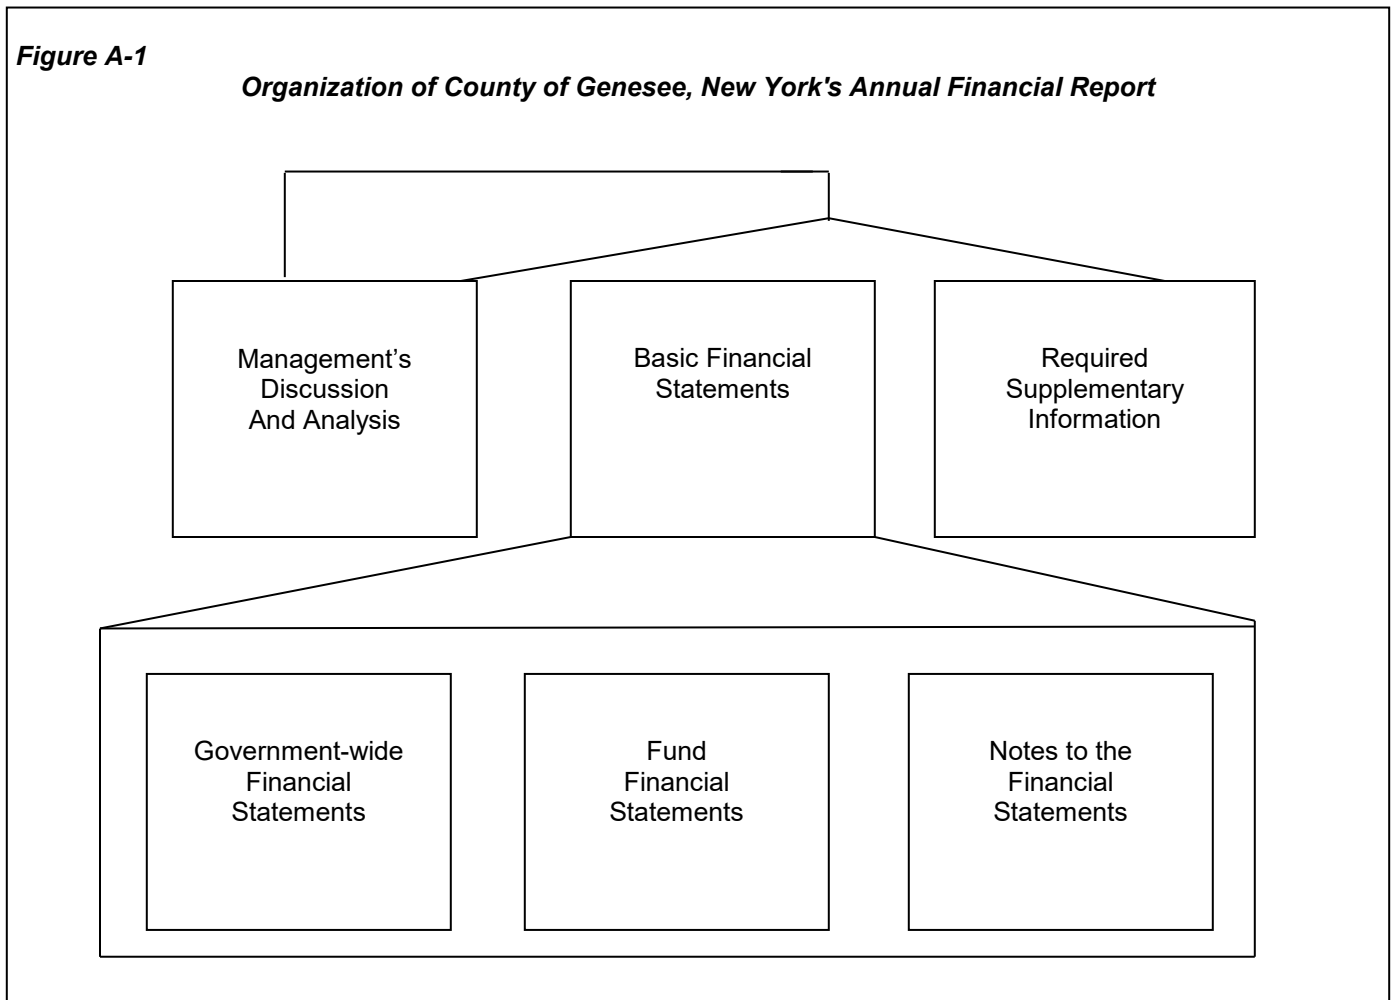 Figure A-1
Organization of County of Genesee, New York's Annual Financial Report
Management’s
Discussion
And Analysis
Basic Financial
Statements
Required
Supplementary
Information
Government-wide
Financial
Statements
Fund
Financial
Statements
Notes to the
Financial
Statements